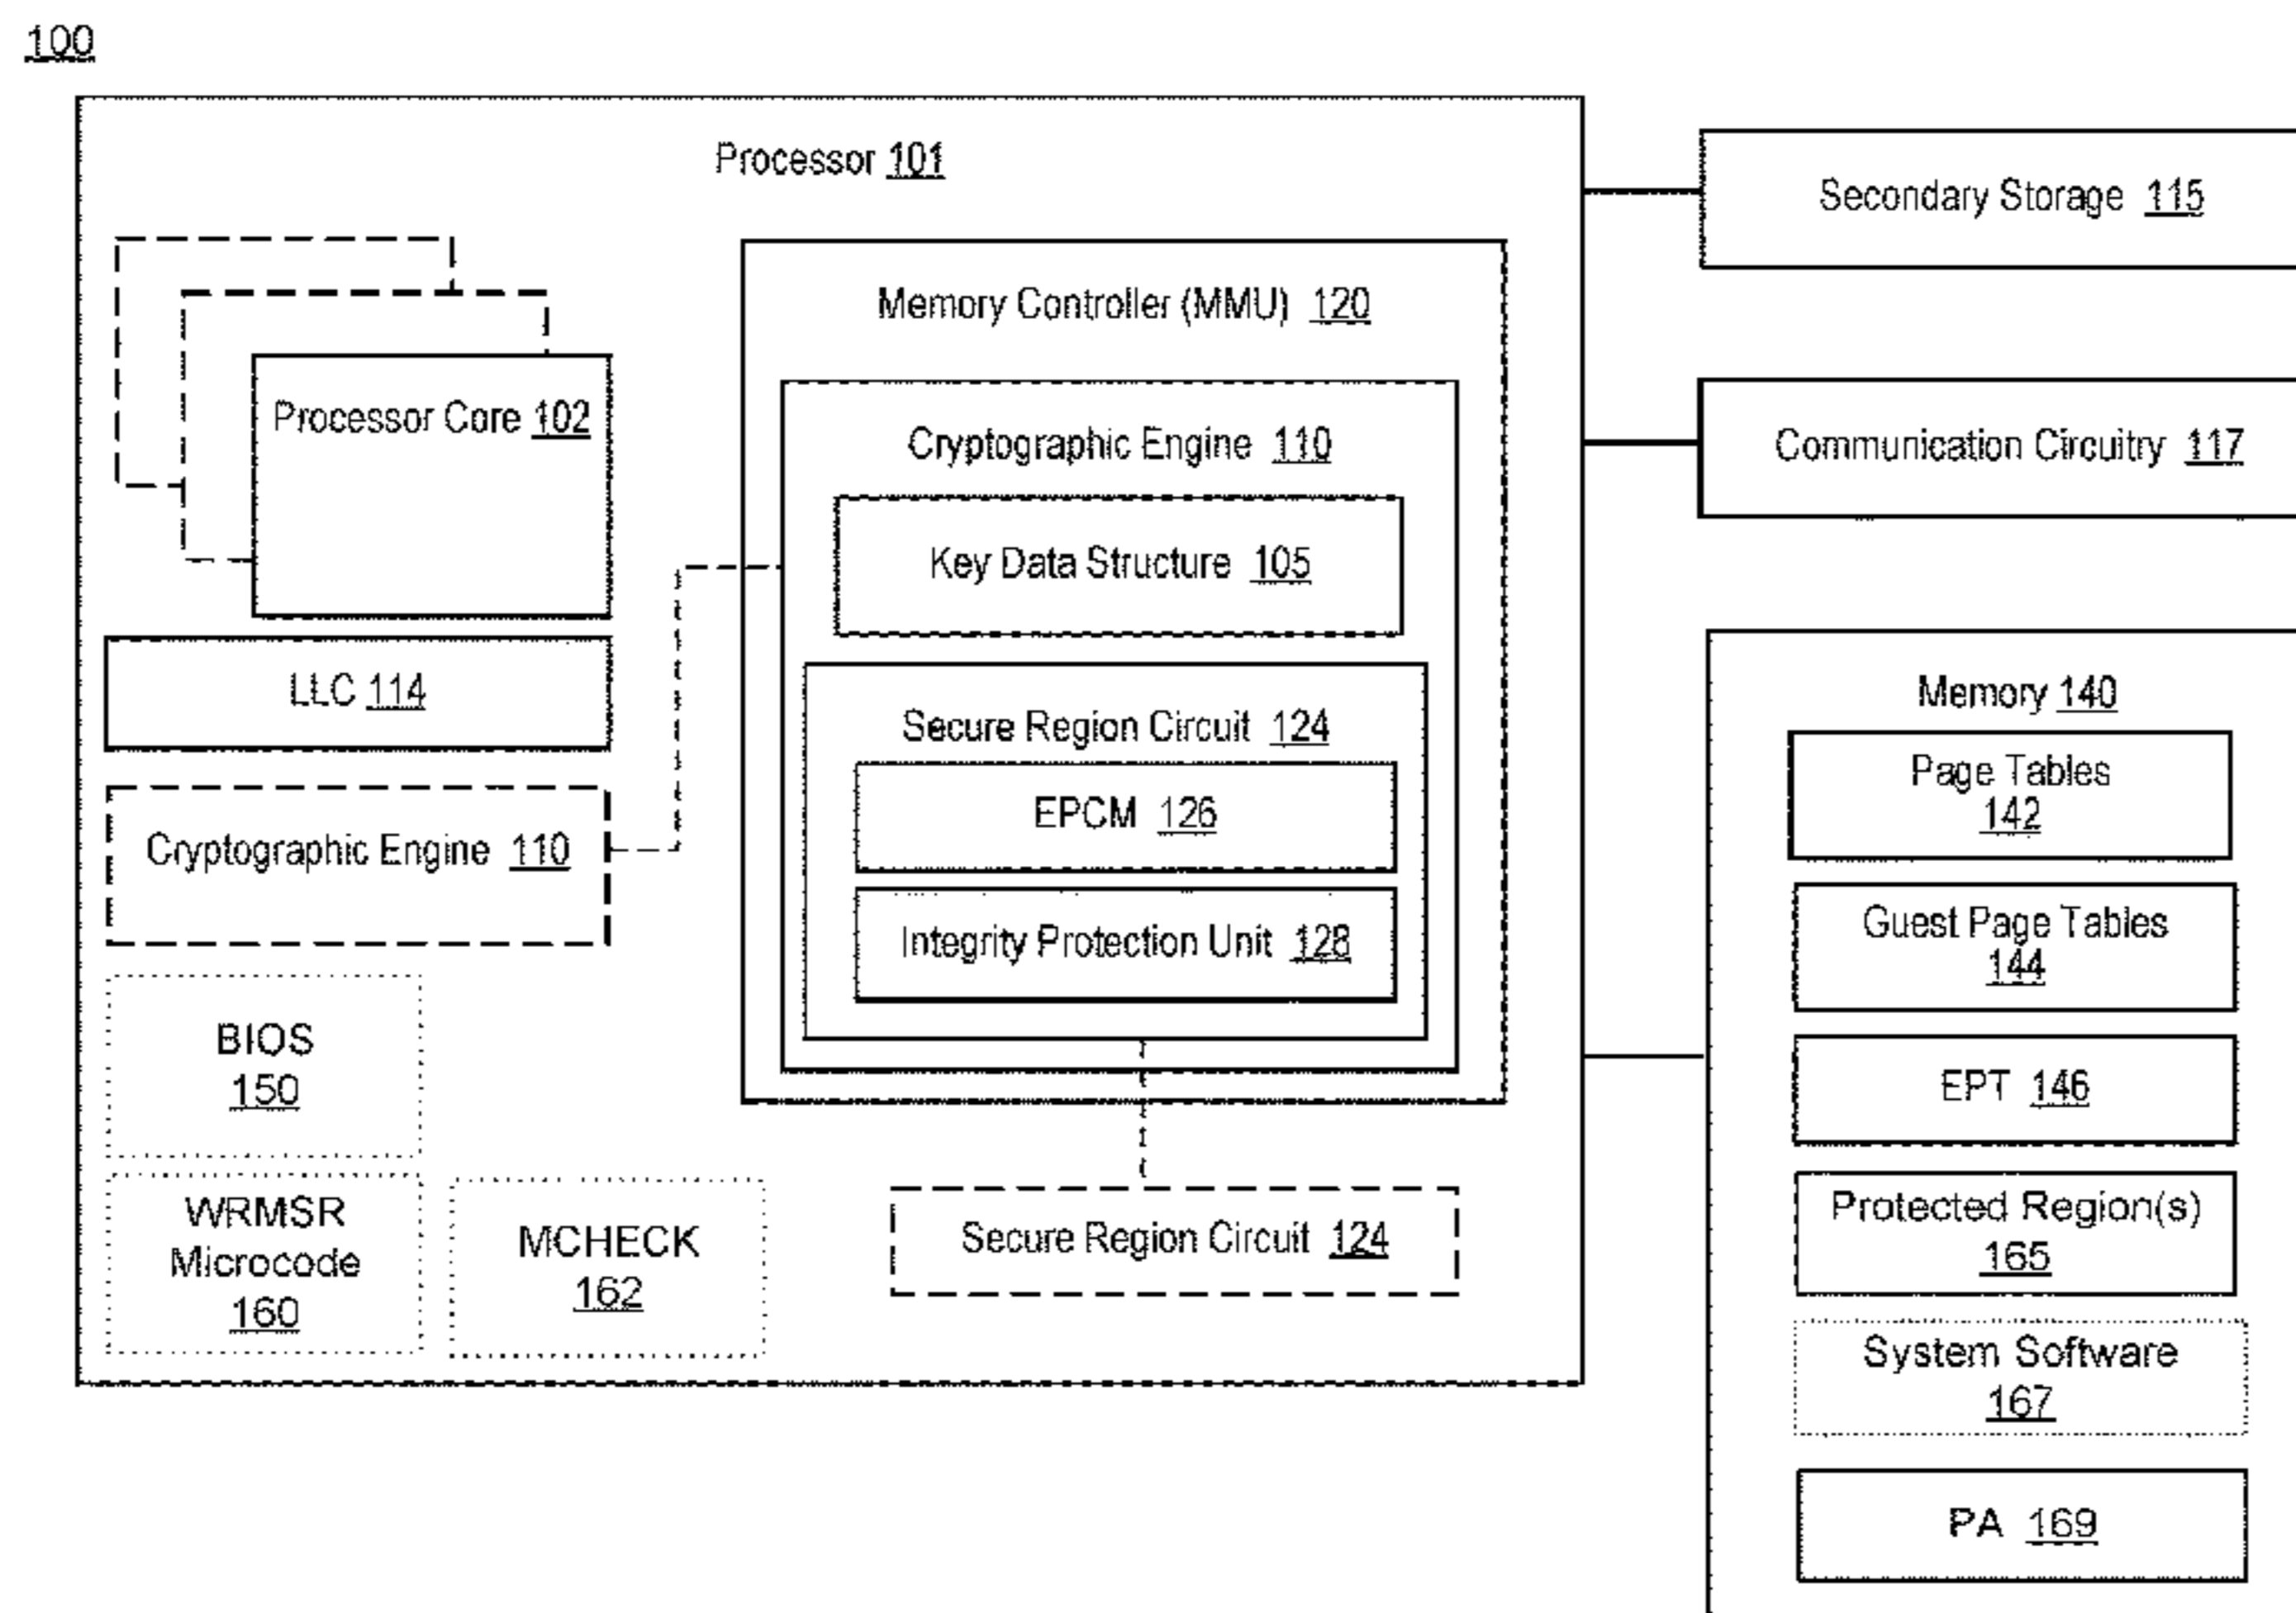 100
Processor 101
Processor Core 102
LLC 114
Cryptographic Engine 110
BIOS
150
WRMSR
Microcode
160
MCHECK
162
Memory Controller (MMU) 120
Cryptographic Engine 110
Key Data Structure 105
Secure Region Circuit 124
EPCM 126
Integrity Protection Unit 128
Secure Region Circuit 124
Secondary Storage 115
Communication Circuitry 117
Memory 140
Page Tables
142
Guest Page Tables
144
EPT 146
Protected Region(s)
165
System Software
167
PA 169